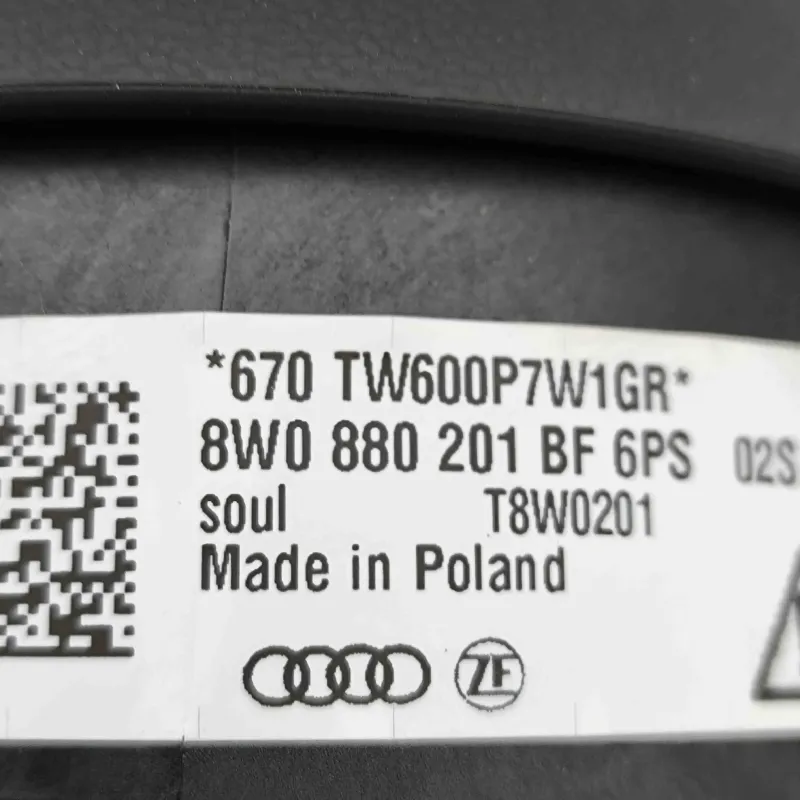 *670 TW600P7W1GR*
8W0 880 201 BF 6PS 02S
soul T8W0201
Made in Poland
ZF